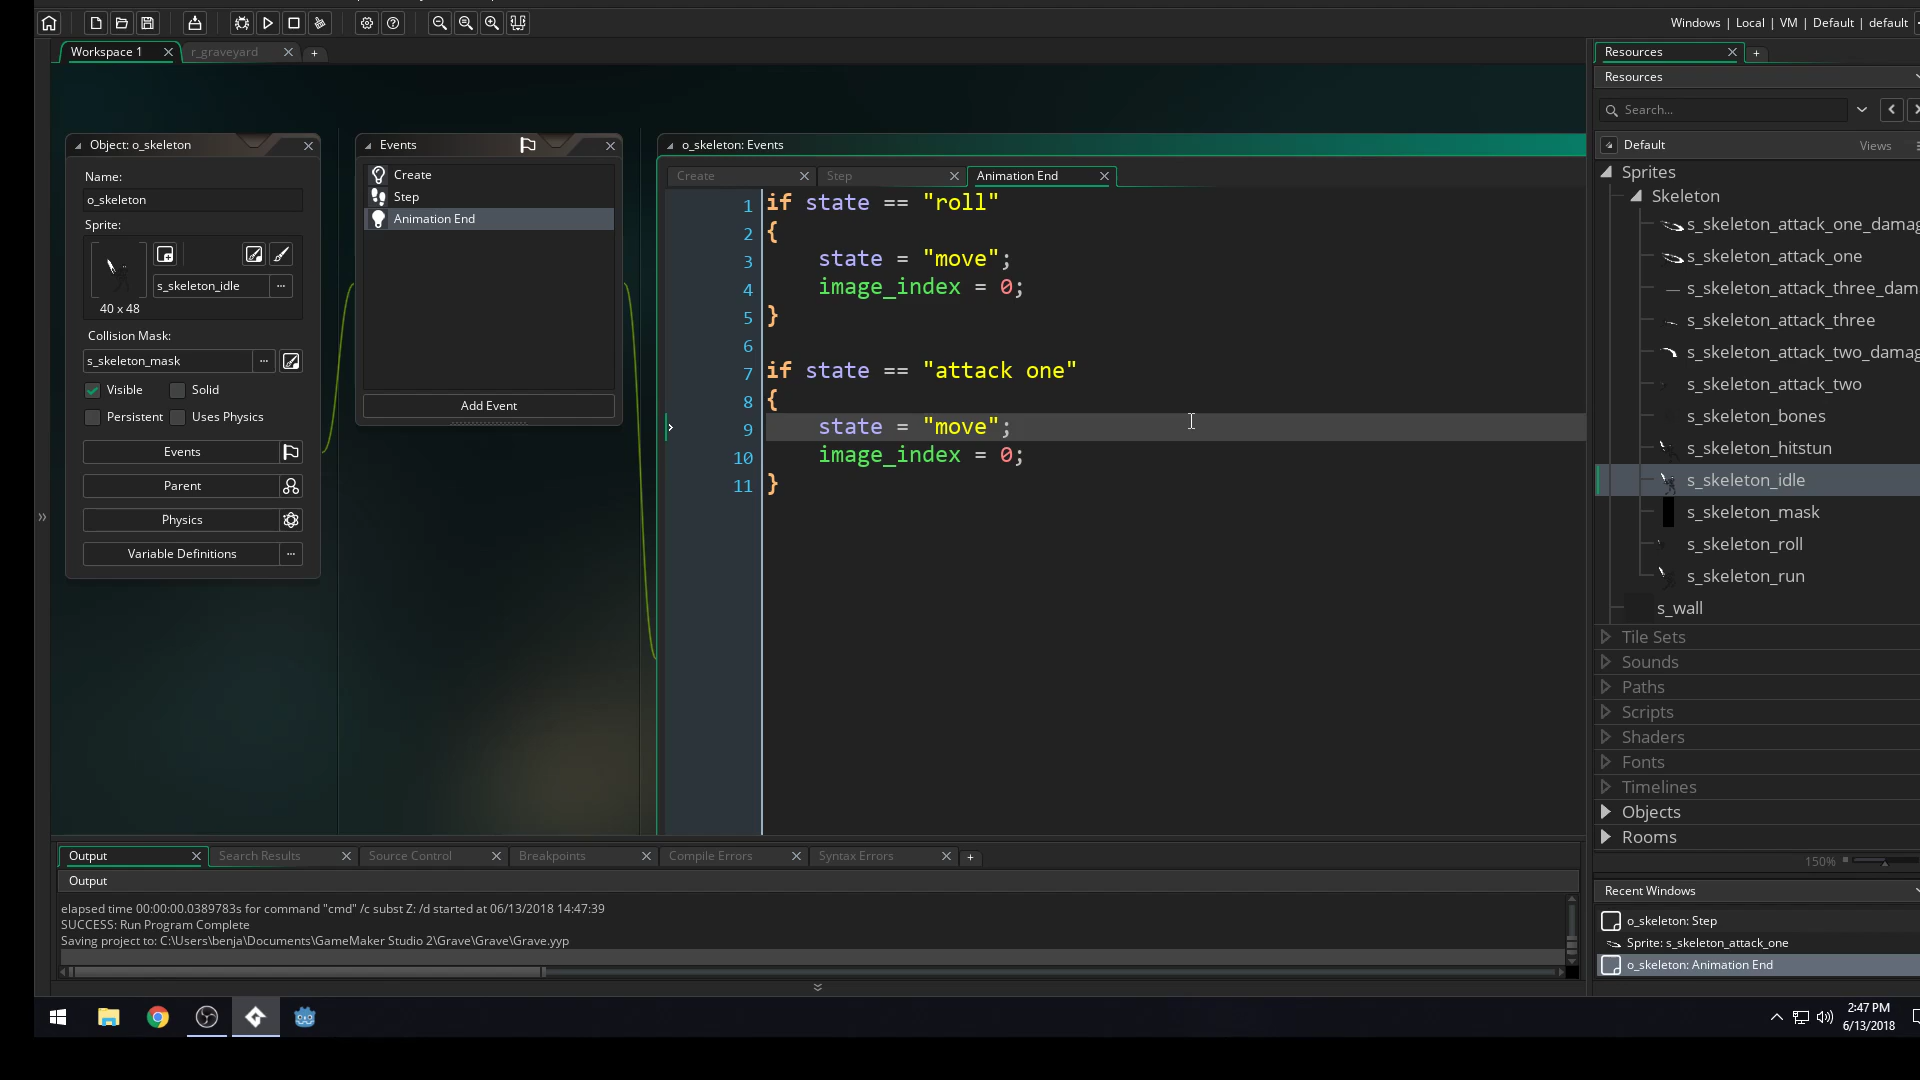 Windows | Local | VM | Default | default
Workspace 1
r_graveyard
Resources
Resources
Search...
Default
Views
Object: o_skeleton
Name:
o_skeleton
Sprite:
s_skeleton_idle
40 x 48
Collision Mask:
s_skeleton_mask
Visible
Solid
Persistent
Uses Physics
Events
Parent
Physics
Variable Definitions
Events
Create
Step
Animation End
Add Event
o_skeleton: Events
Create
Step
Animation End
1 if state == "roll"
2 {
3 state = "move";
4 image_index = 0;
5 }
6
7 if state == "attack one"
8 {
9 state = "move";
10 image_index = 0;
11 }
Sprites
Skeleton
s_skeleton_attack_one_damag
s_skeleton_attack_one
s_skeleton_attack_three_dam
s_skeleton_attack_three
s_skeleton_attack_two_damag
s_skeleton_attack_two
s_skeleton_bones
s_skeleton_hitstun
s_skeleton_idle
s_skeleton_mask
s_skeleton_roll
s_skeleton_run
s_wall
Tile Sets
Sounds
Paths
Scripts
Shaders
Fonts
Timelines
Objects
Rooms
150%
Recent Windows
o_skeleton: Step
Sprite: s_skeleton_attack_one
o_skeleton: Animation End
Output
Search Results
Source Control
Breakpoints
Compile Errors
Syntax Errors
Output
elapsed time 00:00:00.0389783s for command "cmd" /c subst Z: /d started at 06/13/2018 14:47:39
SUCCESS: Run Program Complete
Saving project to: C:\Users\benja\Documents\GameMaker Studio 2\Grave\Grave\Grave.yyp
2:47 PM
6/13/2018